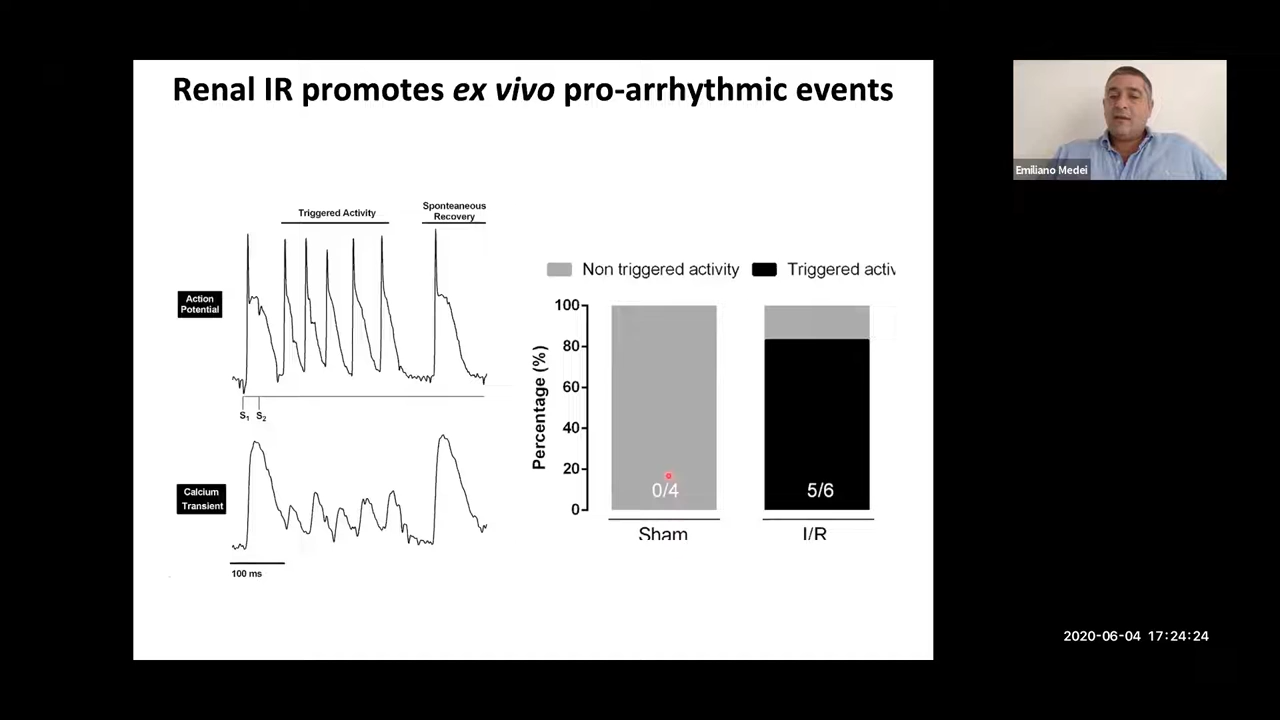 Renal IR promotes ex vivo pro-arrhythmic events
Emiliano Medei
Triggered Activity
Sponteaneous
Recovery
Action
Potential
S1 S2
Calcium
Transient
100 ms
Non triggered activity
Triggered activ
Percentage (%)
100
80
60
40
20
0
0/4
5/6
Sham
I/R
2020-06-04 17:24:24